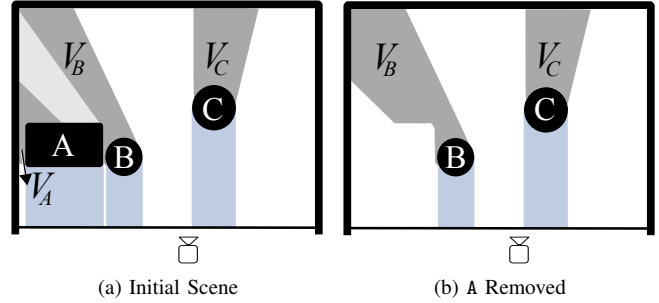 V_B
V_C
C
A
B
V_A
(a) Initial Scene
V_B
V_C
C
B
(b) A Removed